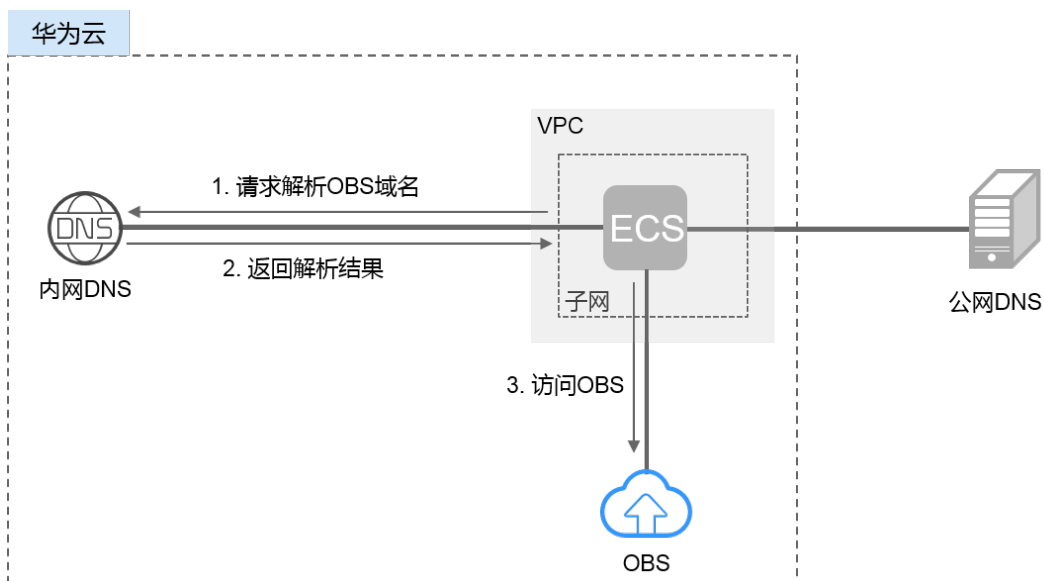 华为云
VPC
1. 请求解析OBS域名
DNS
ECS
2. 返回解析结果
内网DNS
子网
公网DNS
3. 访问OBS
OBS